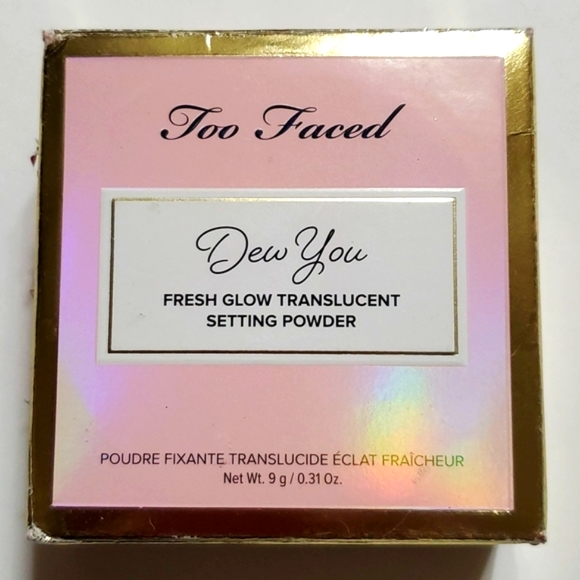 Too Faced
Dew You
FRESH GLOW TRANSLUCENT
SETTING POWDER
POUDRE FIXANTE TRANSLUCIDE ÉCLAT FRAÎCHEUR
Net Wt. 9 g / 0.31 Oz.